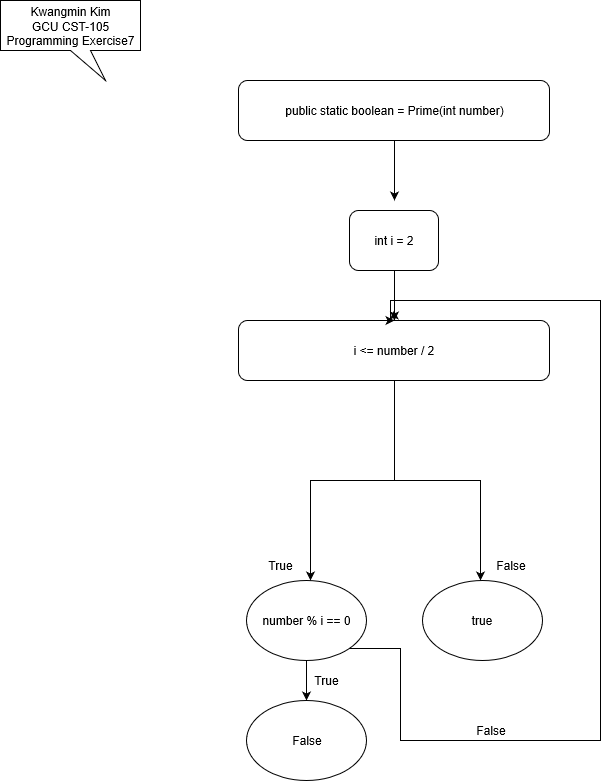 Kwangmin Kim
GCU CST-105
Programming Exercise7
public static boolean = Prime(int number)
int i = 2
i <= number / 2
True
False
number % i == 0
true
True
False
False